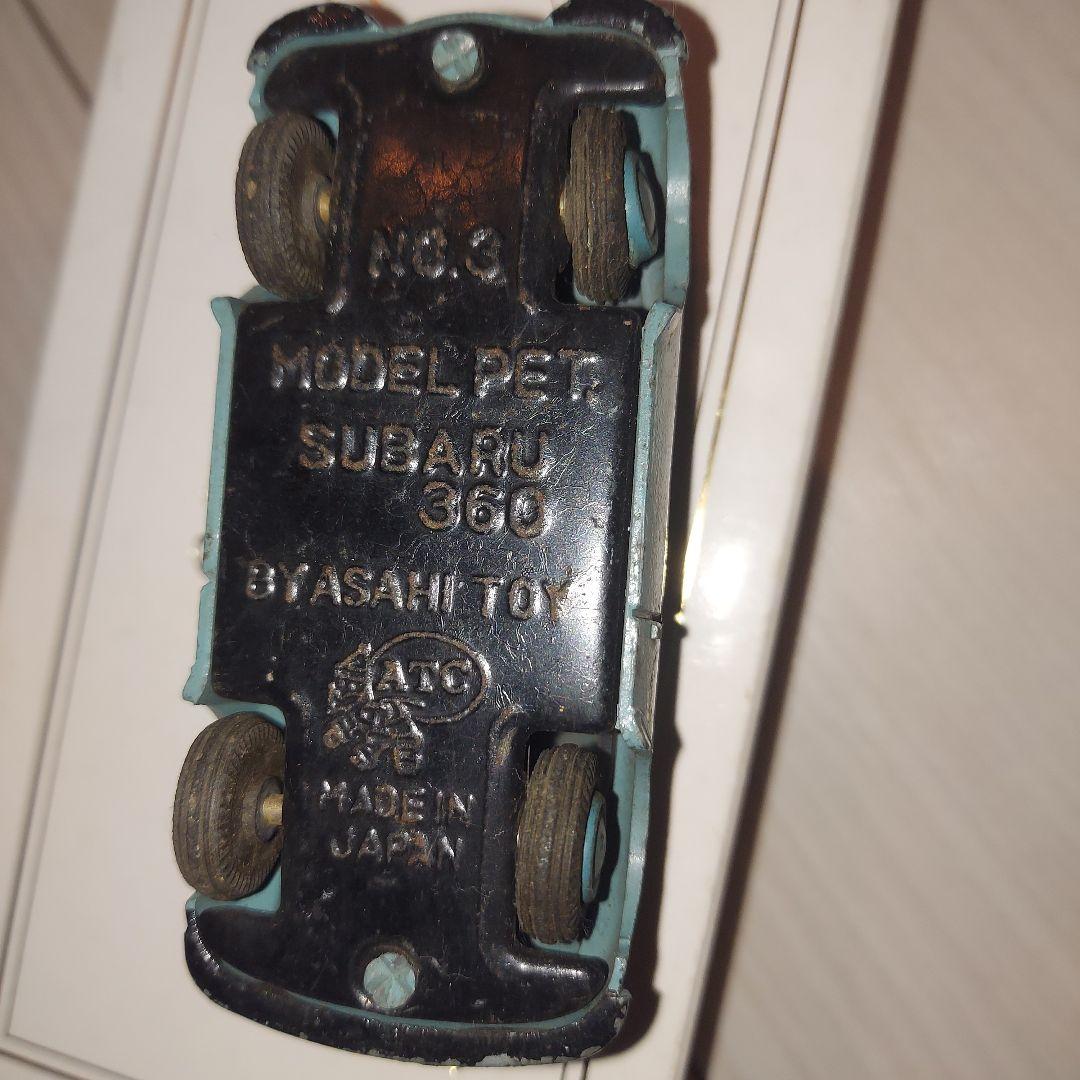 NO.3
MODEL PET.
SUBARU
360
BY ASAHI TOY
ATC
MADE IN
JAPAN